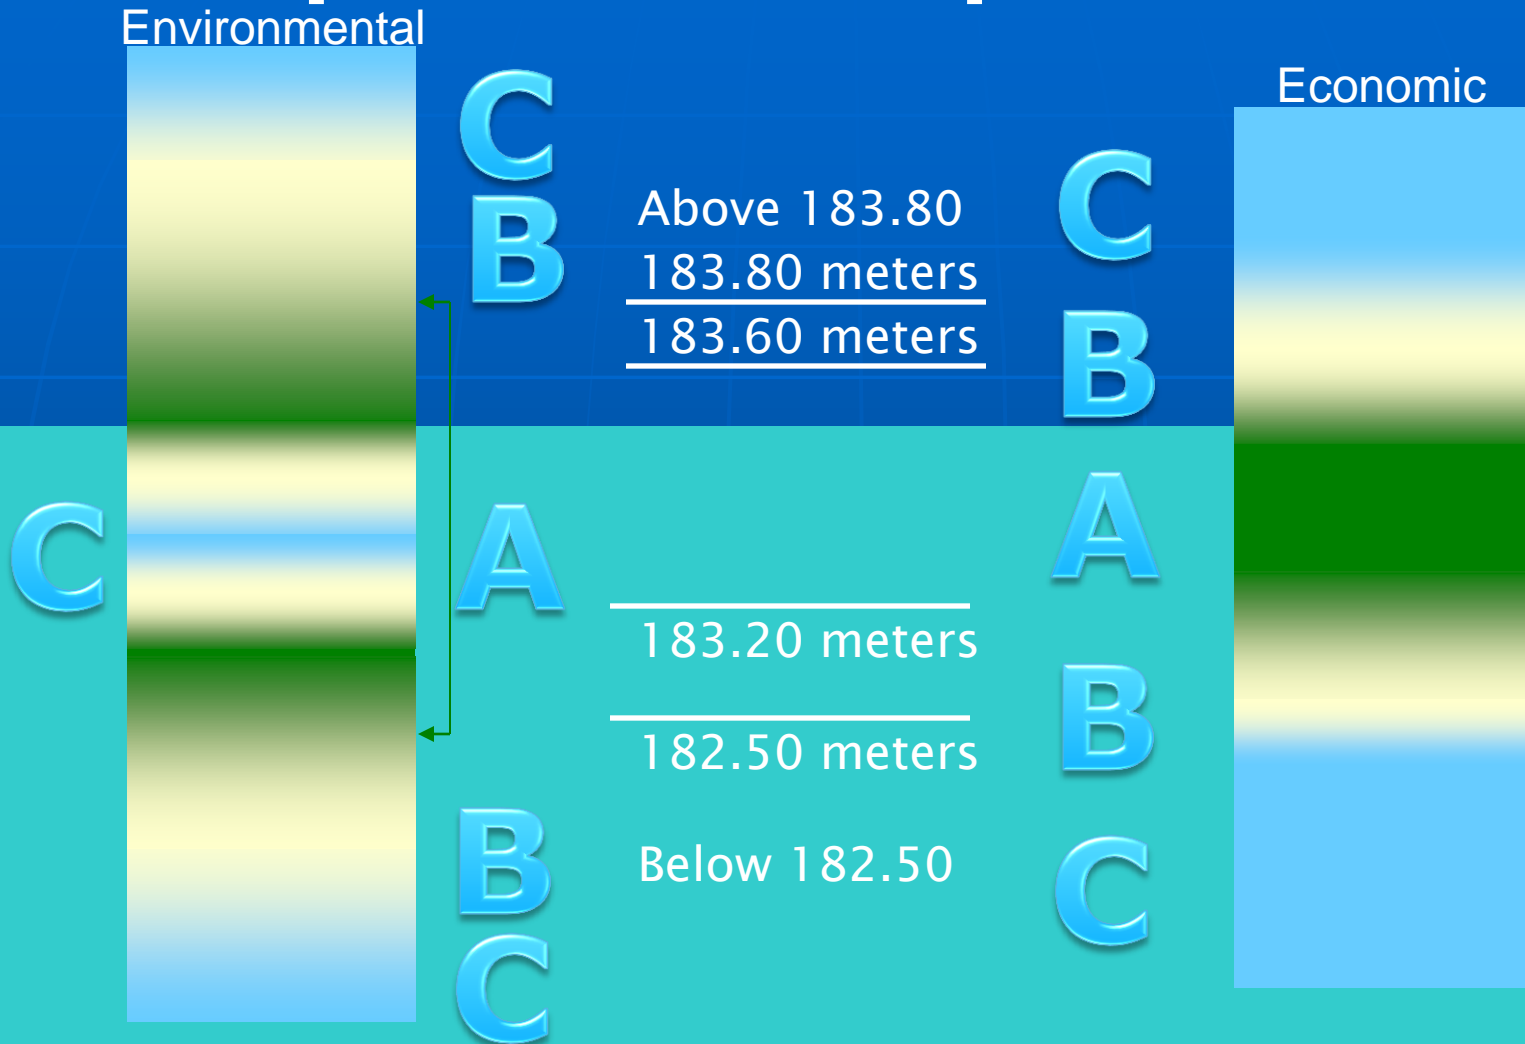 Environmental
Economic
C
B
Above 183.80
183.80 meters
183.60 meters
C
B
C
A
A
183.20 meters
182.50 meters
B
B
Below 182.50
C
C